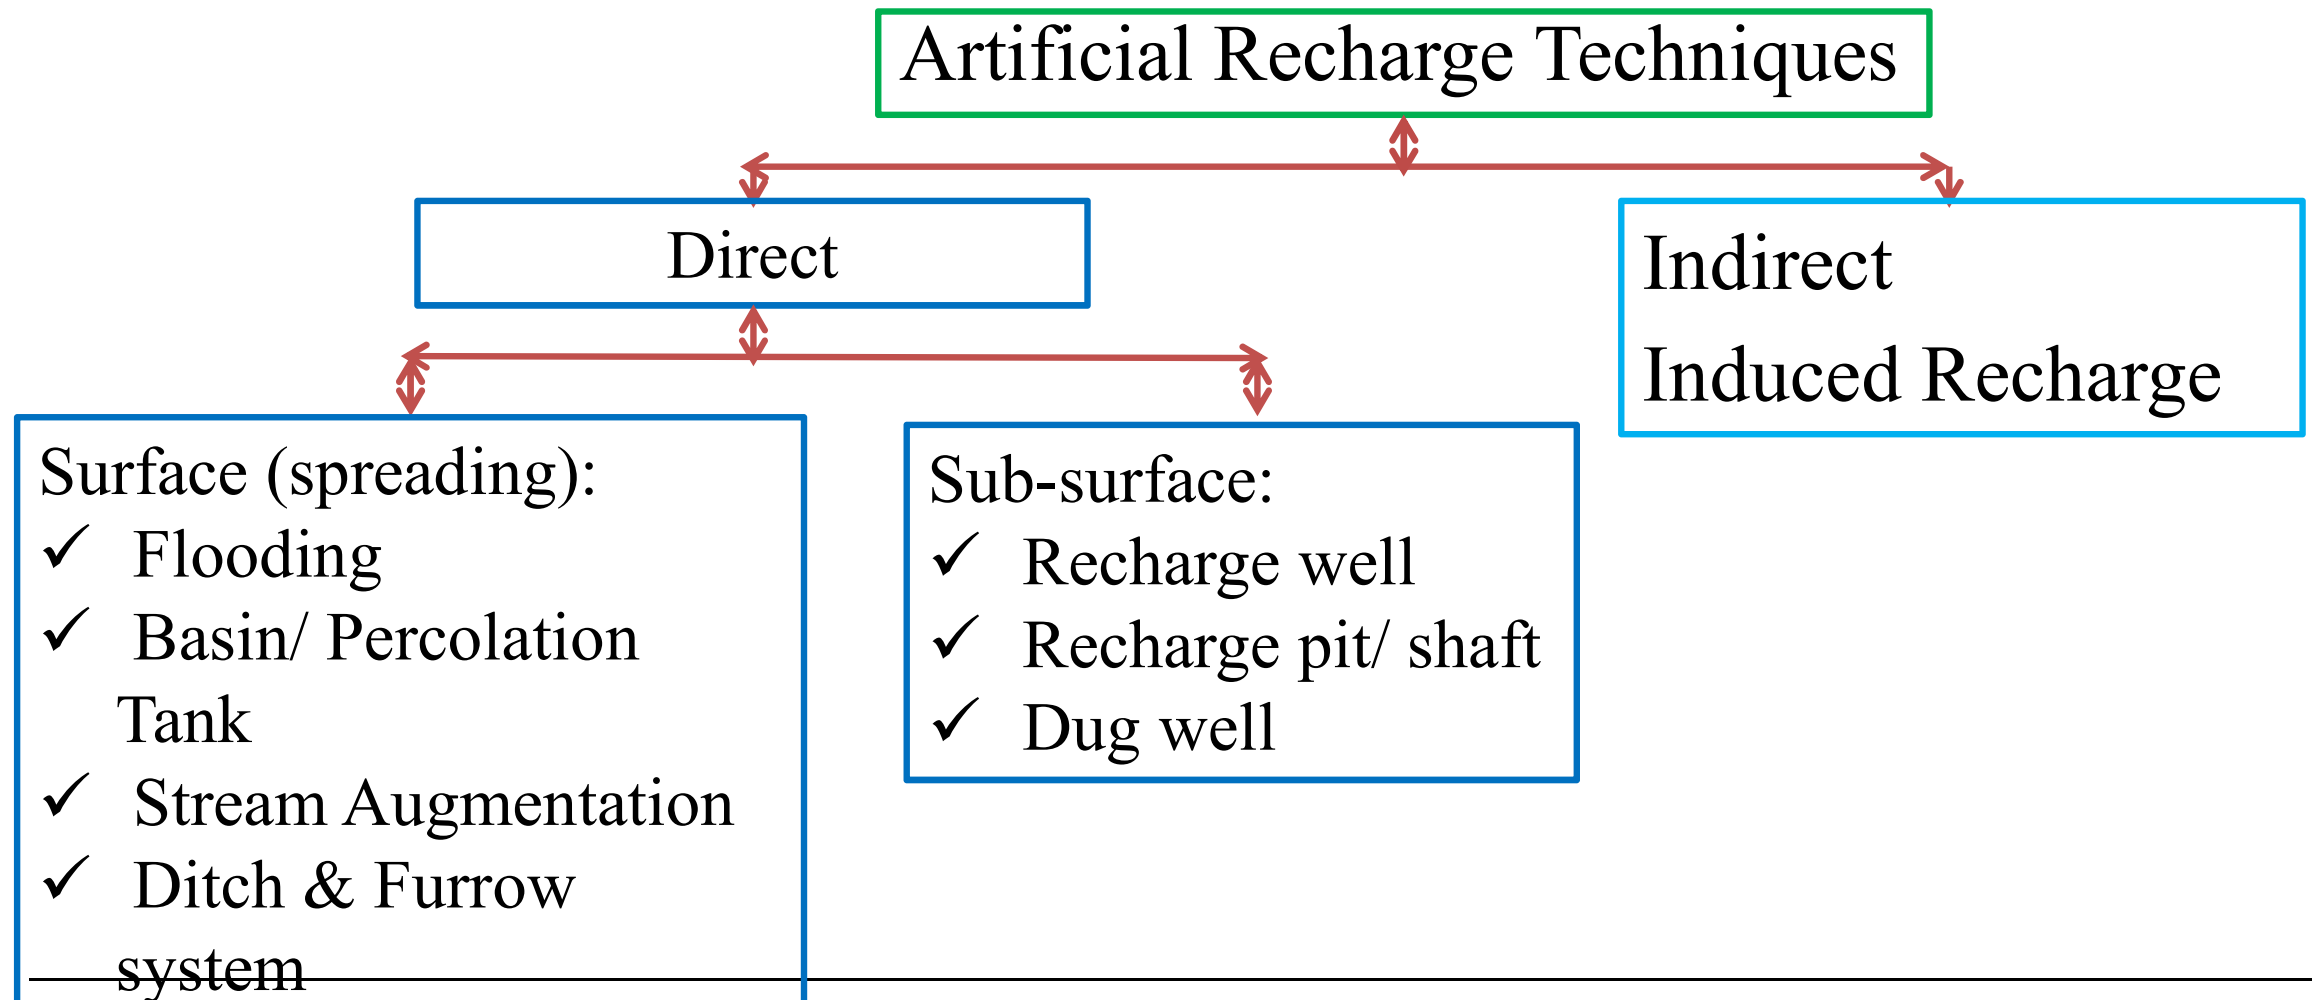 Artificial Recharge Techniques
Direct
Indirect
Induced Recharge
Surface (spreading):
✓ Flooding
✓ Basin/ Percolation
Tank
✓ Stream Augmentation
✓ Ditch & Furrow
system
Sub-surface:
✓ Recharge well
✓ Recharge pit/ shaft
✓ Dug well